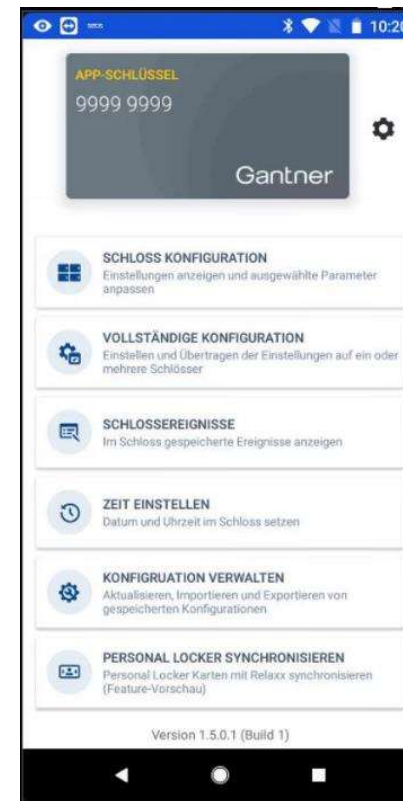 10:20
APP-SCHLÜSSEL
9999 9999
Gantner
SCHLOSS KONFIGURATION
Einstellungen anzeigen und ausgewählte Parameter
anpassen
VOLLSTÄNDIGE KONFIGURATION
Einstellen und Übertragen der Einstellungen auf ein oder
mehrere Schlösser
SCHLOSSEREIGNISSE
Im Schloss gespeicherte Ereignisse anzeigen
ZEIT EINSTELLEN
Datum und Uhrzeit im Schloss setzen
KONFIGRUATION VERWALTEN
Aktualisieren, Importieren und Exportieren von
gespeicherten Konfigurationen
PERSONAL LOCKER SYNCHRONISIEREN
Personal Locker Karten mit Relaxx synchronisieren
(Feature-Vorschau)
Version 1.5.0.1 (Build 1)